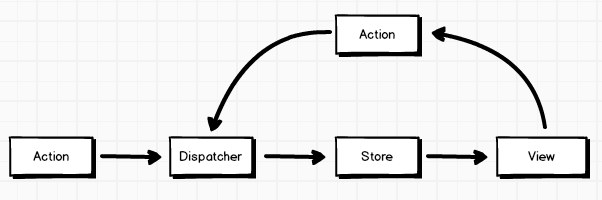 Action
Action
Dispatcher
Store
View